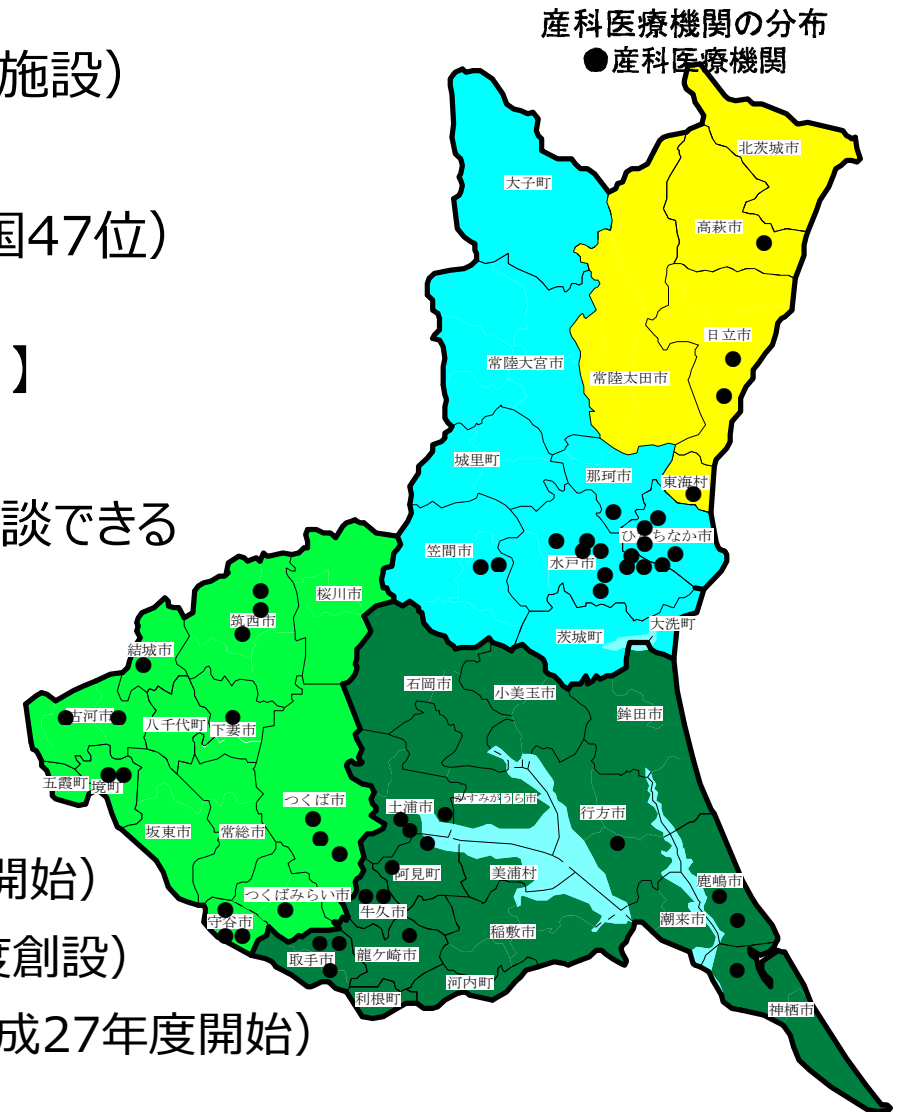 産科医療機関の分布
●産科医療機関
施設）
国47位）
】
談できる
開始）
度創設）
成27年度開始）
北茨城市
大子町
高萩市
日立市
常陸大宮市
常陸太田市
城里町
那珂市
東海村
ひたちなか市
笠間市
水戸市
桜川市
筑西市
大洗町
茨城町
結城市
石岡市
小美玉市
鉾田市
古河市
八千代町
下妻市
五霞町
境町
つくば市
土浦市
かすみがうら市
行方市
坂東市
常総市
阿見町
美浦村
鹿嶋市
つくばみらい市
牛久市
潮来市
守谷市
稲敷市
取手市
龍ケ崎市
河内町
利根町
神栖市